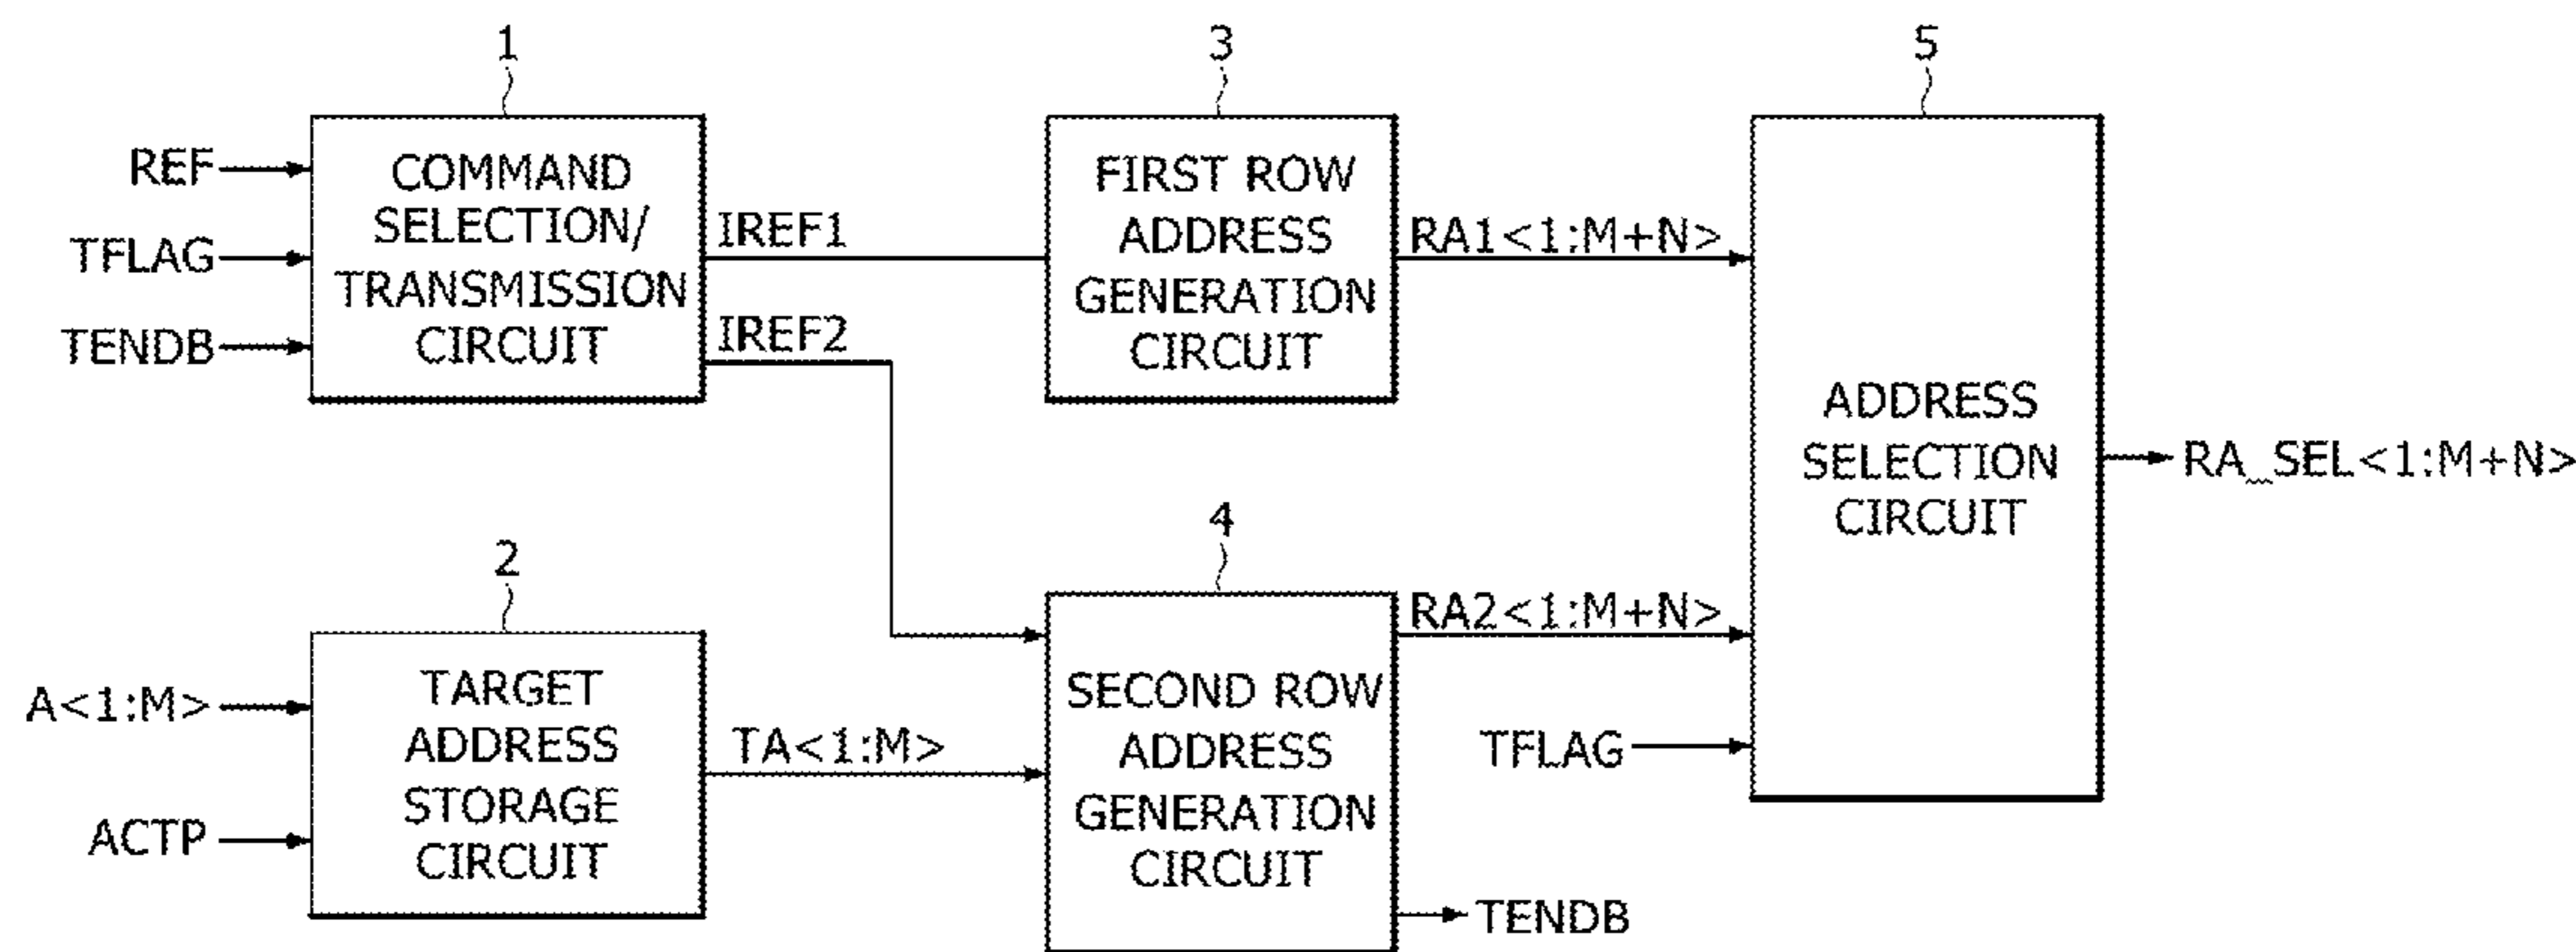 1
REF
TFLAG
TENDB
COMMAND
SELECTION/
TRANSMISSION
CIRCUIT
IREF1
IREF2
3
FIRST ROW
ADDRESS
GENERATION
CIRCUIT
RA1<1:M+N>
5
ADDRESS
SELECTION
CIRCUIT
RA_SEL<1:M+N>
2
A<1:M>
ACTP
TARGET
ADDRESS
STORAGE
CIRCUIT
TA<1:M>
4
SECOND ROW
ADDRESS
GENERATION
CIRCUIT
RA2<1:M+N>
TFLAG
TENDB